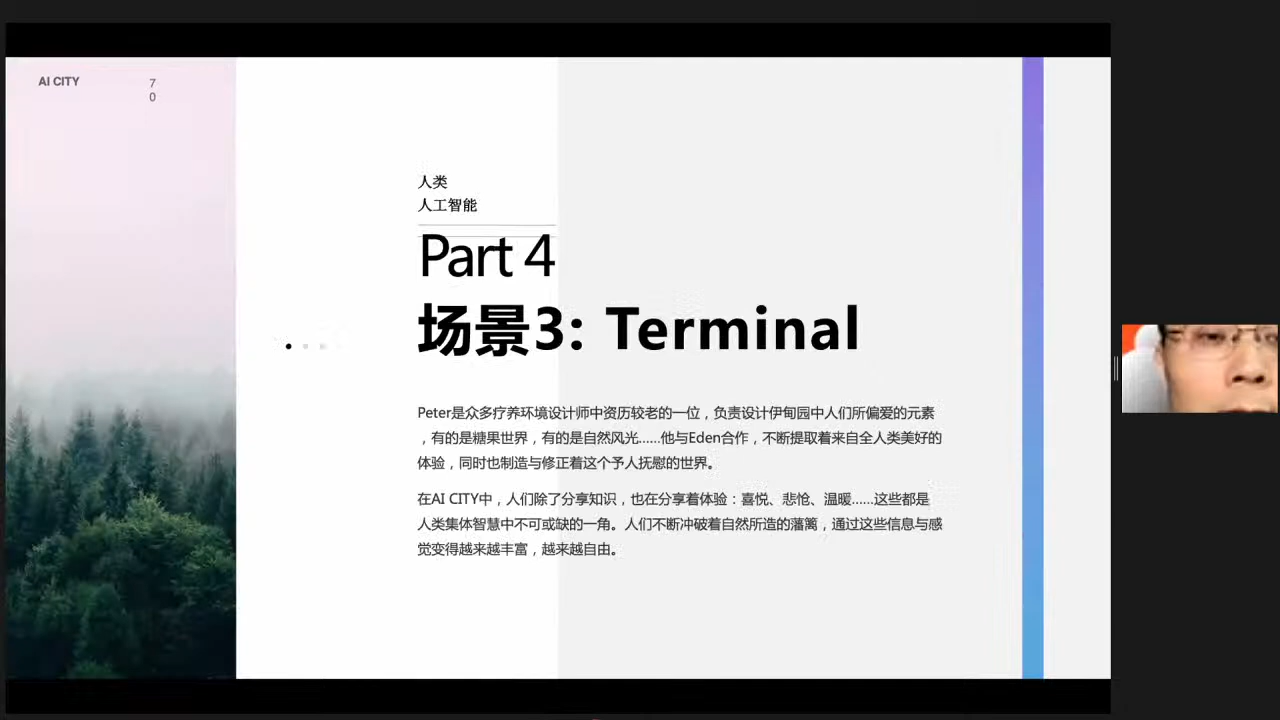 AI CITY
7
0
人类
人工智能
Part 4
场景3: Terminal
Peter是众多疗养环境设计师中资历较老的一位，负责设计伊甸园中人们所偏爱的元素
，有的是糖果世界，有的是自然风光......他与Eden合作，不断提取着来自全人类美好的
体验，同时也制造与修正着这个予人抚慰的世界。
在AI CITY中，人们除了分享知识，也在分享着体验：喜悦、悲怆、温暖......这些都是
人类集体智慧中不可或缺的一角。人们不断冲破着自然所造的藩篱，通过这些信息与感
觉变得越来越丰富，越来越自由。